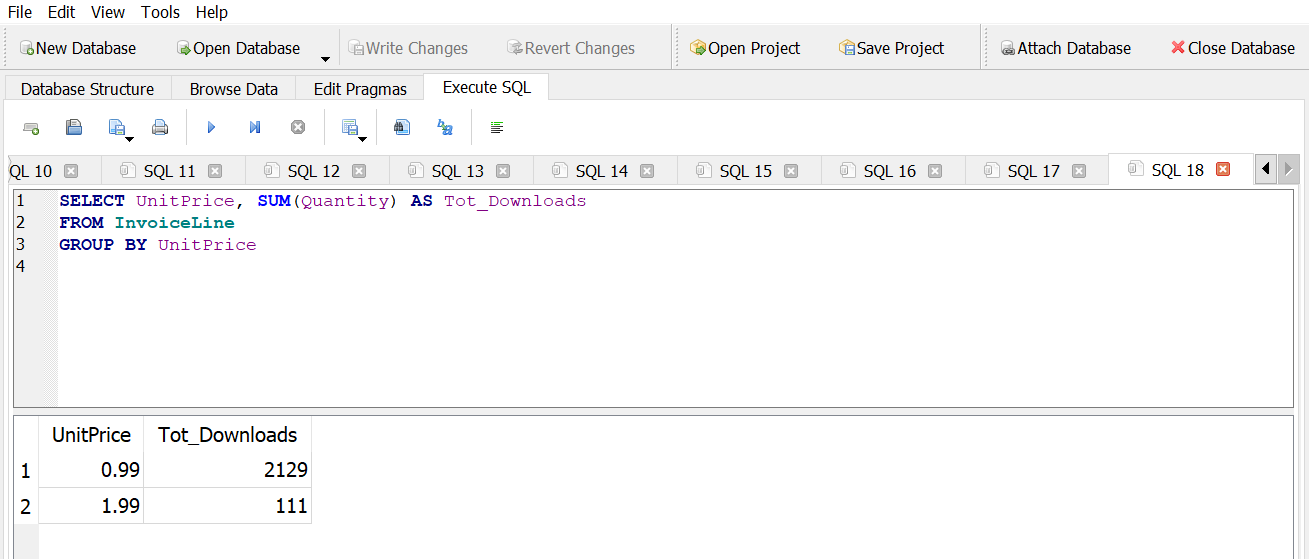 File Edit View Tools Help
New Database Open Database Write Changes Revert Changes Open Project Save Project Attach Database Close Database
Database Structure Browse Data Edit Pragmas Execute SQL
QL 10 SQL 11 SQL 12 SQL 13 SQL 14 SQL 15 SQL 16 SQL 17 SQL 18
1 SELECT UnitPrice, SUM(Quantity) AS Tot_Downloads
2 FROM InvoiceLine
3 GROUP BY UnitPrice
4
UnitPrice Tot_Downloads
1 0.99 2129
2 1.99 111